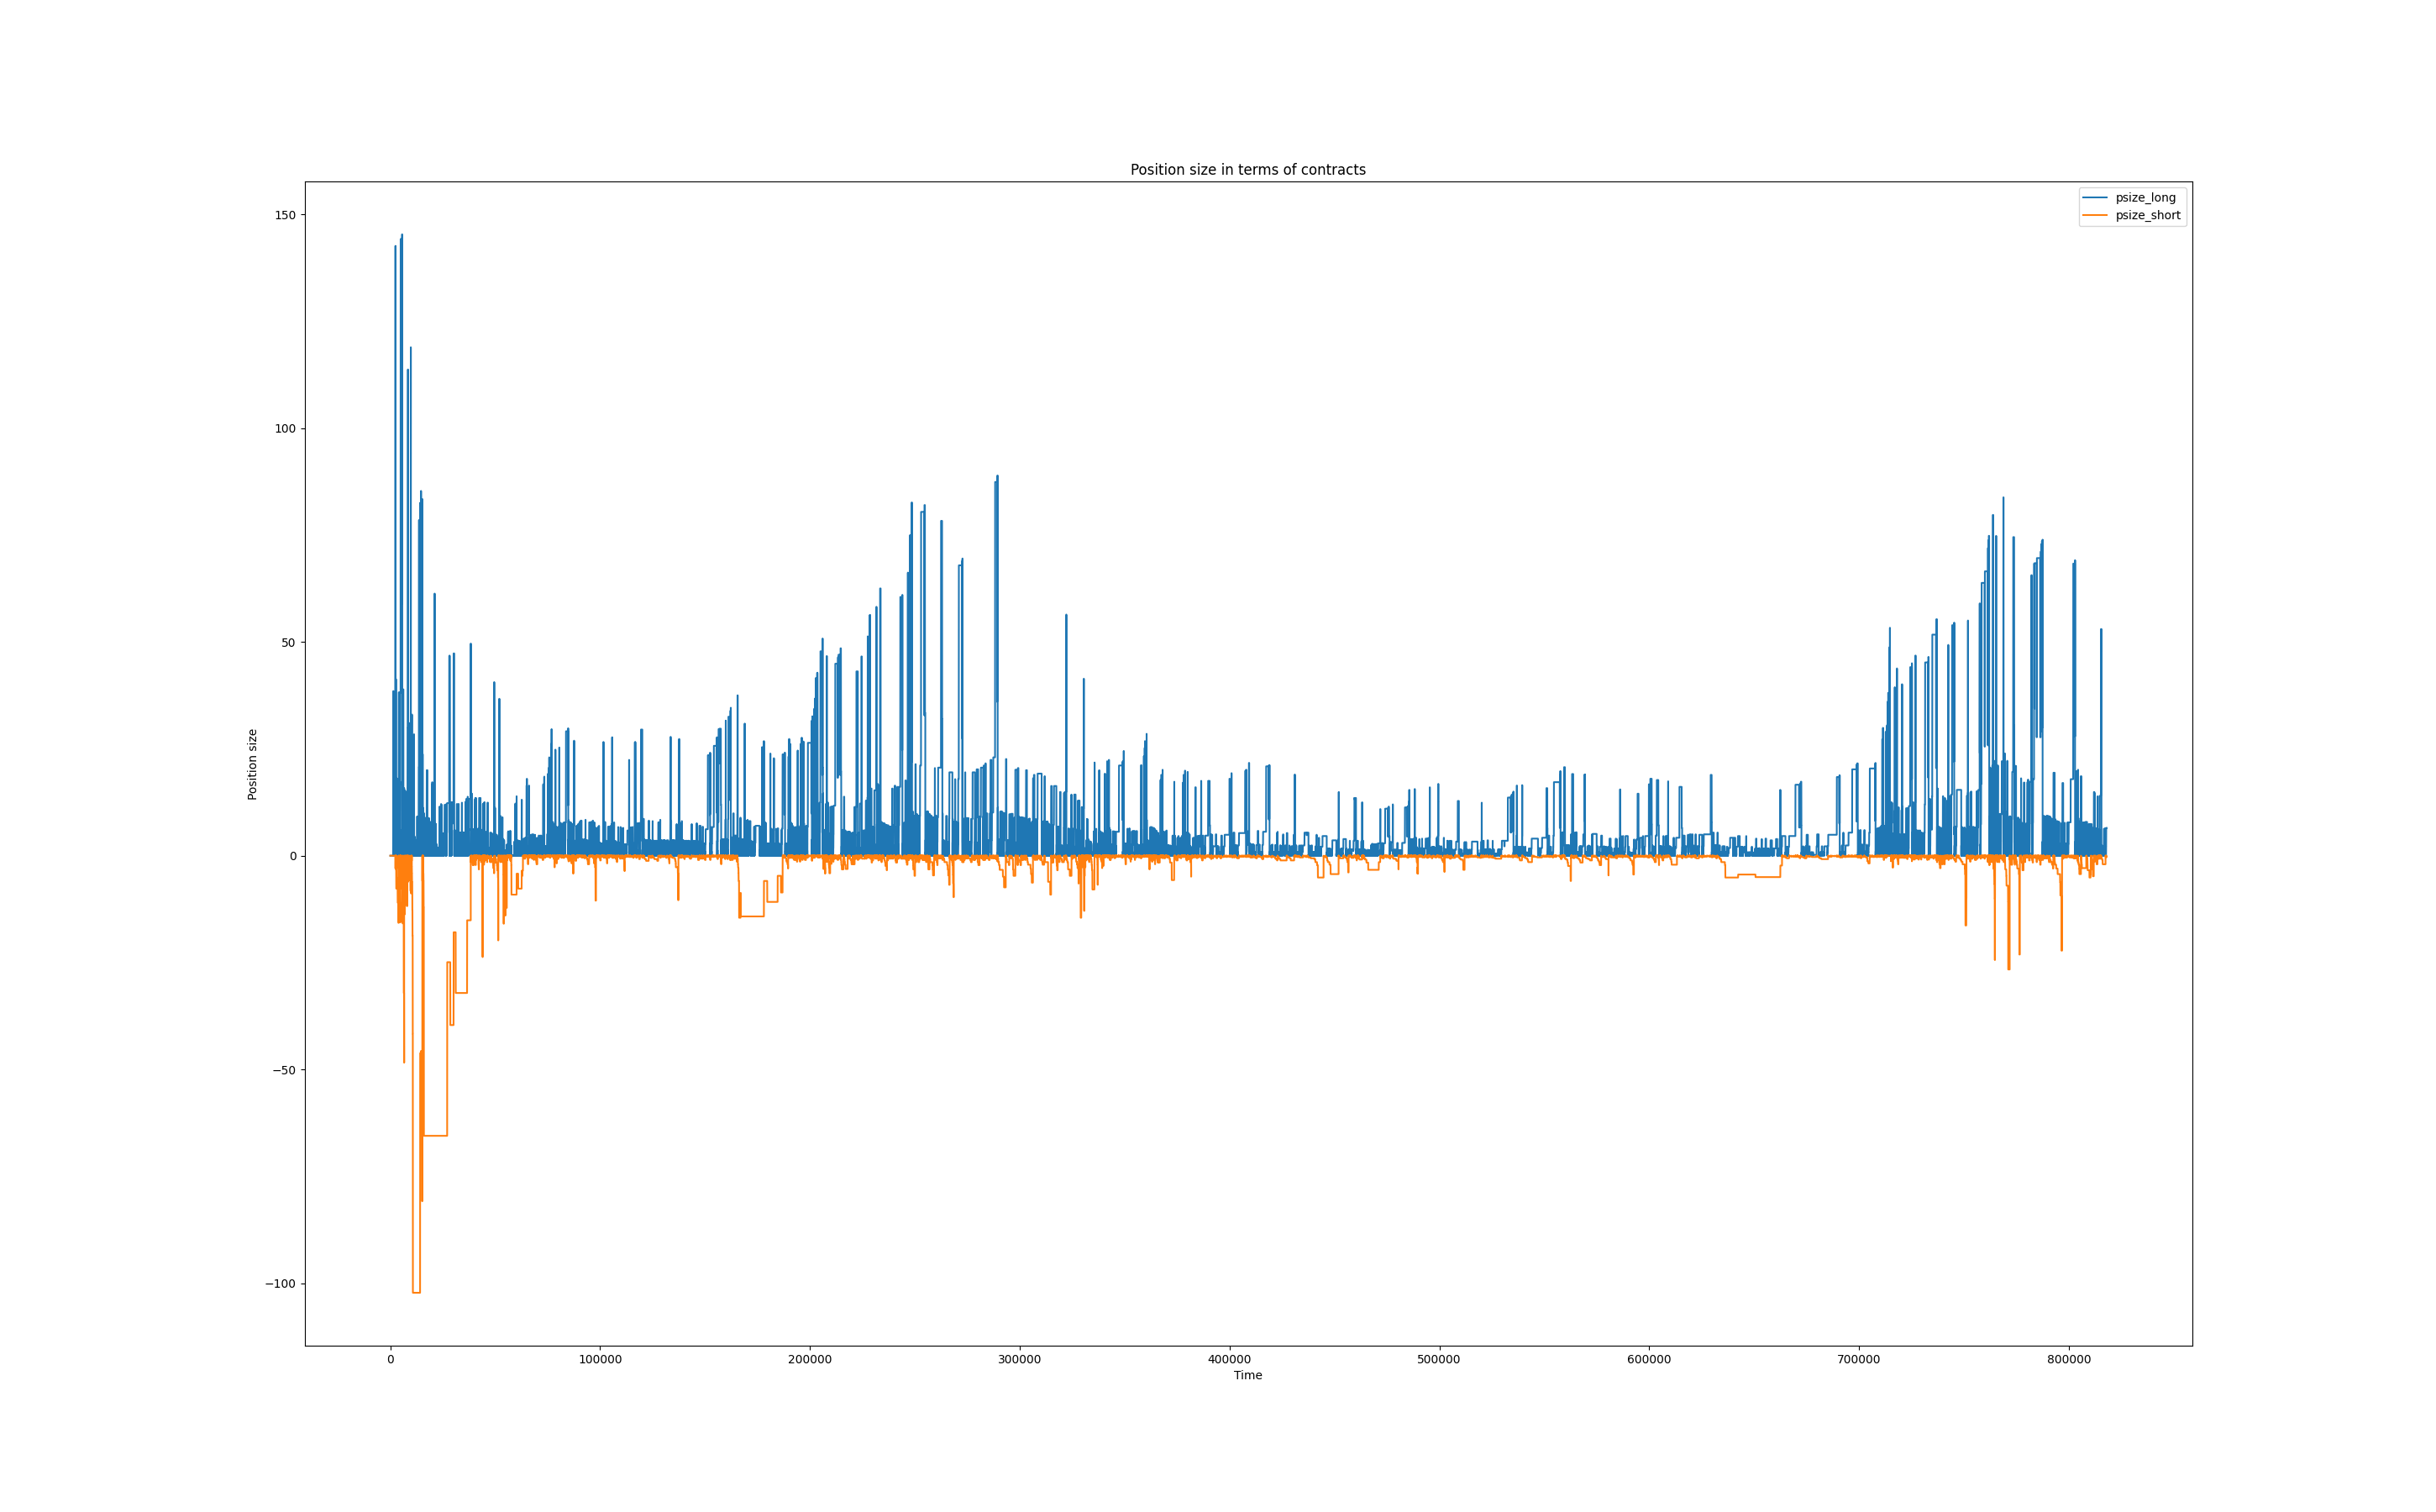 Position size in terms of contracts
psize_long
psize_short
150
100
50
0
−50
−100
Position size
0 100000 200000 300000 400000 500000 600000 700000 800000
Time